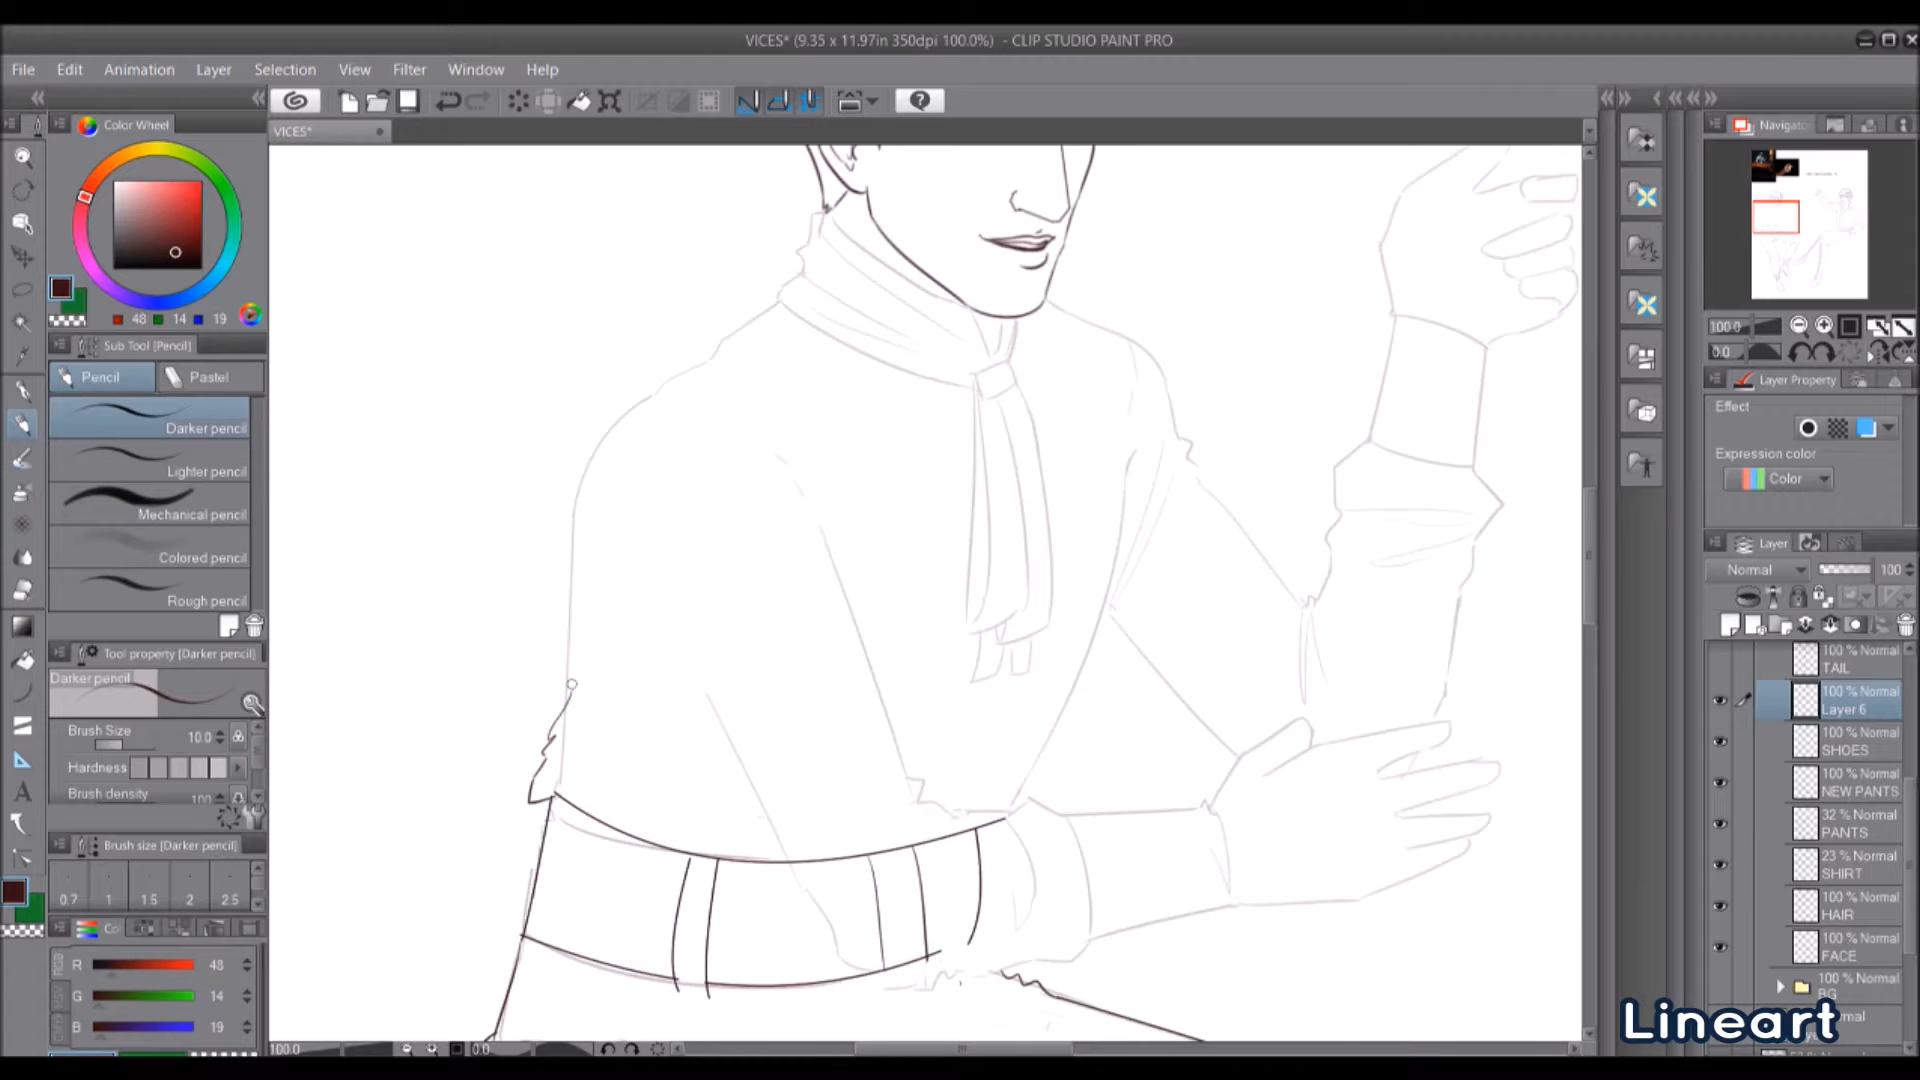 VICES* (9.35 x 11.97in 350dpi 100.0%) - CLIP STUDIO PAINT PRO
File Edit Animation Layer Selection View Filter Window Help
VICES*
Color Wheel
48 14 19
Sub Tool [Pencil]
Pencil Pastel
Darker pencil
Lighter pencil
Mechanical pencil
Colored pencil
Rough pencil
Tool property [Darker pencil]
Darker pencil
Brush Size 10.0
Hardness
Brush density 100
Brush size [Darker pencil]
0.7 1 1.5 2 2.5
Co
R 48
G 14
B 19
100.0 0.0
Navigator
100.0
0.0
Layer Property
Effect
Expression color
Color
Layer
Normal 100
100 % Normal
TAIL
100 % Normal
Layer 6
100 % Normal
SHOES
100 % Normal
NEW PANTS
32 % Normal
PANTS
23 % Normal
SHIRT
100 % Normal
HAIR
100 % Normal
FACE
100 % Normal
BG
Lineart